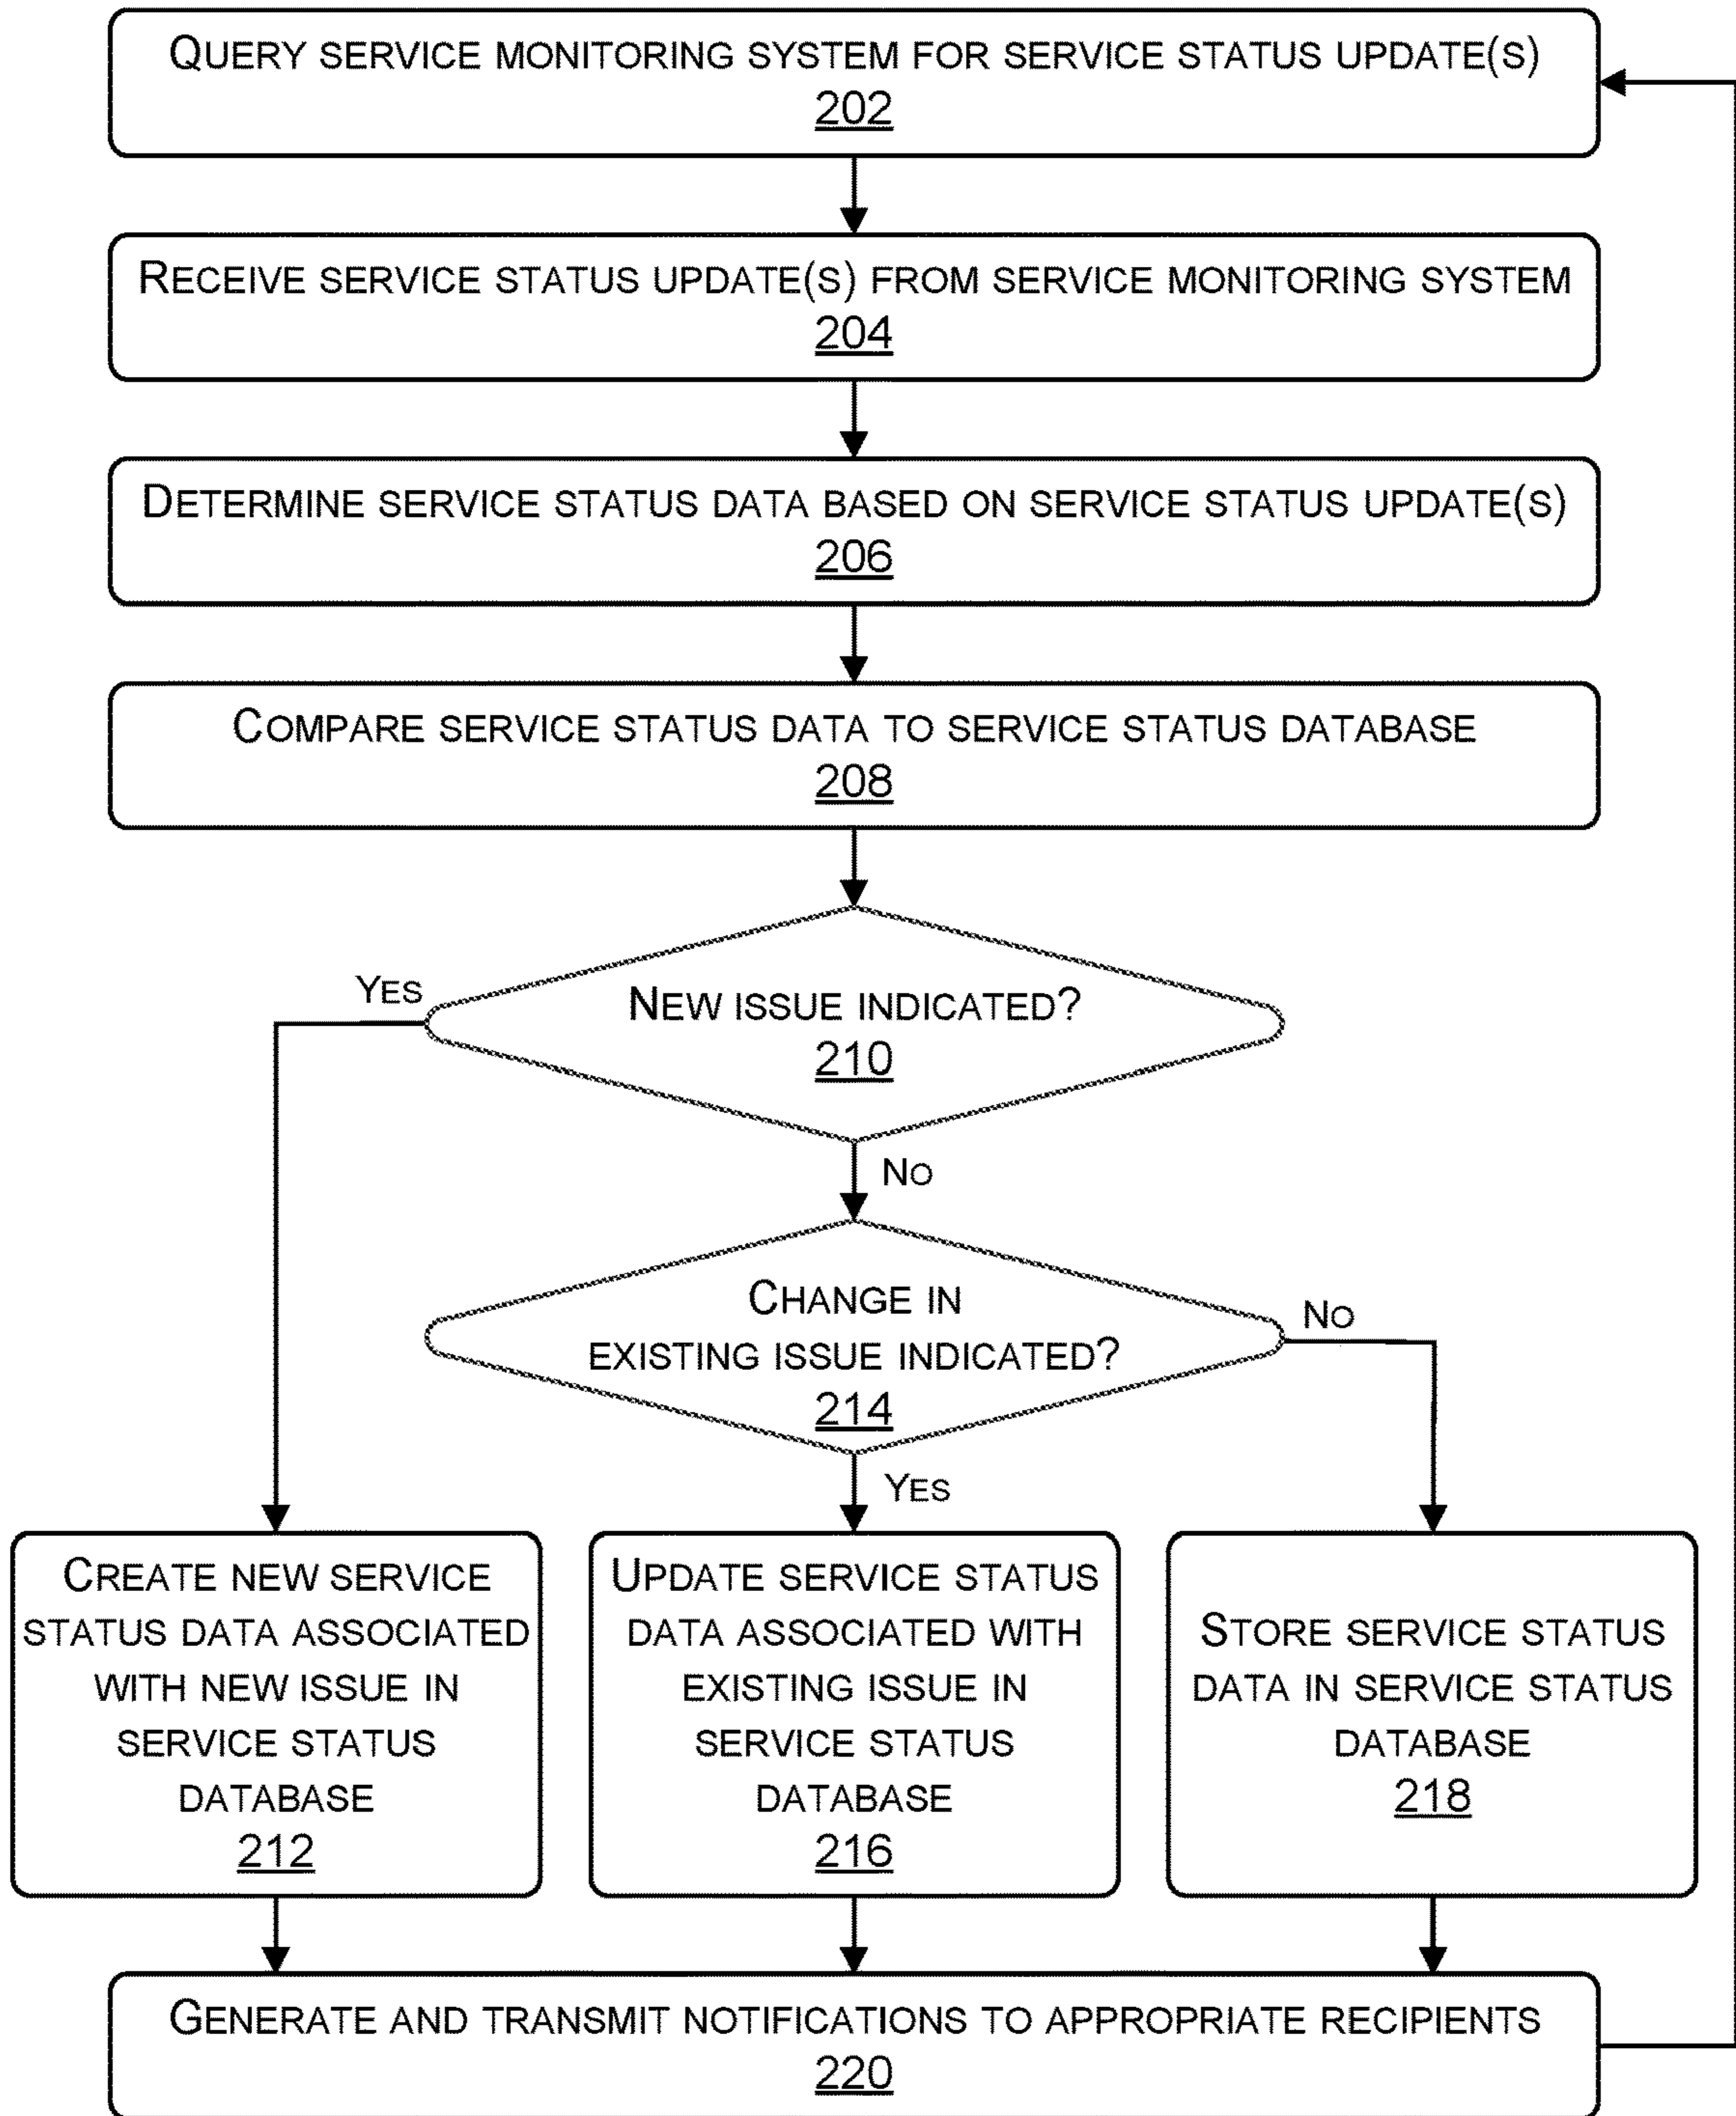 QUERY SERVICE MONITORING SYSTEM FOR SERVICE STATUS UPDATE(S)
202
RECEIVE SERVICE STATUS UPDATE(S) FROM SERVICE MONITORING SYSTEM
204
DETERMINE SERVICE STATUS DATA BASED ON SERVICE STATUS UPDATE(S)
206
COMPARE SERVICE STATUS DATA TO SERVICE STATUS DATABASE
208
YES
NEW ISSUE INDICATED?
210
NO
CHANGE IN
EXISTING ISSUE INDICATED?
214
NO
YES
CREATE NEW SERVICE
STATUS DATA ASSOCIATED
WITH NEW ISSUE IN
SERVICE STATUS
DATABASE
212
UPDATE SERVICE STATUS
DATA ASSOCIATED WITH
EXISTING ISSUE IN
SERVICE STATUS
DATABASE
216
STORE SERVICE STATUS
DATA IN SERVICE STATUS
DATABASE
218
GENERATE AND TRANSMIT NOTIFICATIONS TO APPROPRIATE RECIPIENTS
220